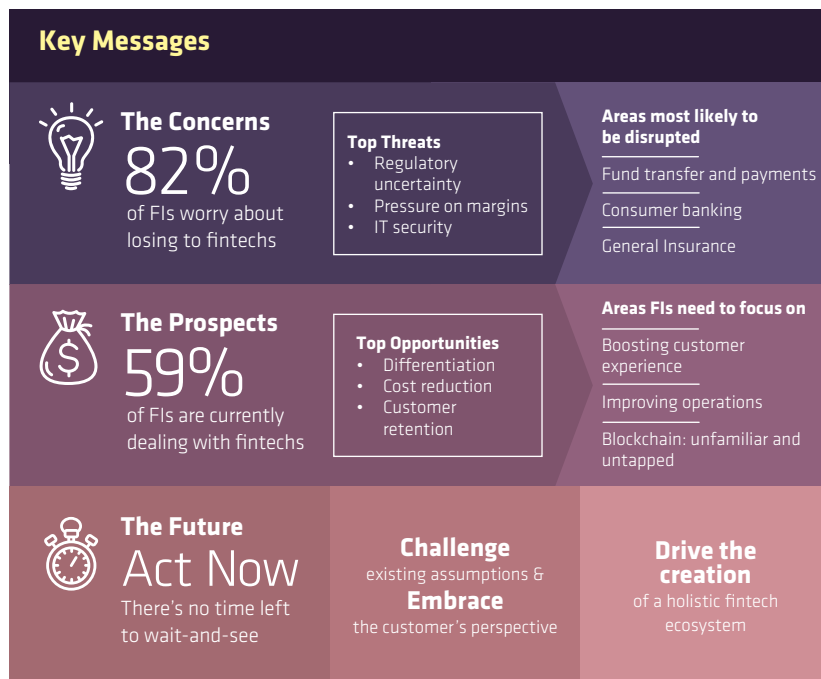 Key Messages
The Concerns
82%
of FIs worry about
losing to fintechs
Top Threats
• Regulatory
uncertainty
• Pressure on margins
• IT security
Areas most likely to
be disrupted
Fund transfer and payments
Consumer banking
General Insurance
The Prospects
$
59%
of FIs are currently
dealing with fintechs
Top Opportunities
• Differentiation
• Cost reduction
• Customer
retention
Areas FIs need to focus on
Boosting customer
experience
Improving operations
Blockchain: unfamiliar and
untapped
The Future
Act Now
There's no time left
to wait-and-see
Challenge
existing assumptions &
Embrace
the customer's perspective
Drive the
creation
of a holistic fintech
ecosystem